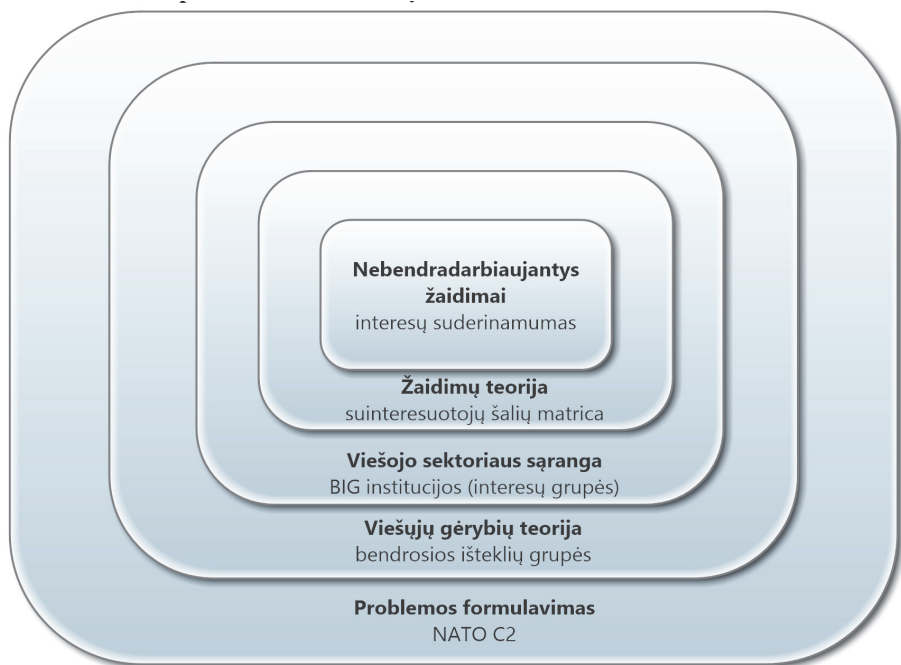 Nebendradarbiaujantys
žaidimai
interesų suderinamumas
Žaidimų teorija
suinteresuotojų šalių matrica
Viešojo sektoriaus sąranga
BIG institucijos (interesų grupės)
Viešųjų gėrybių teorija
bendrosios išteklių grupės
Problemos formulavimas
NATO C2